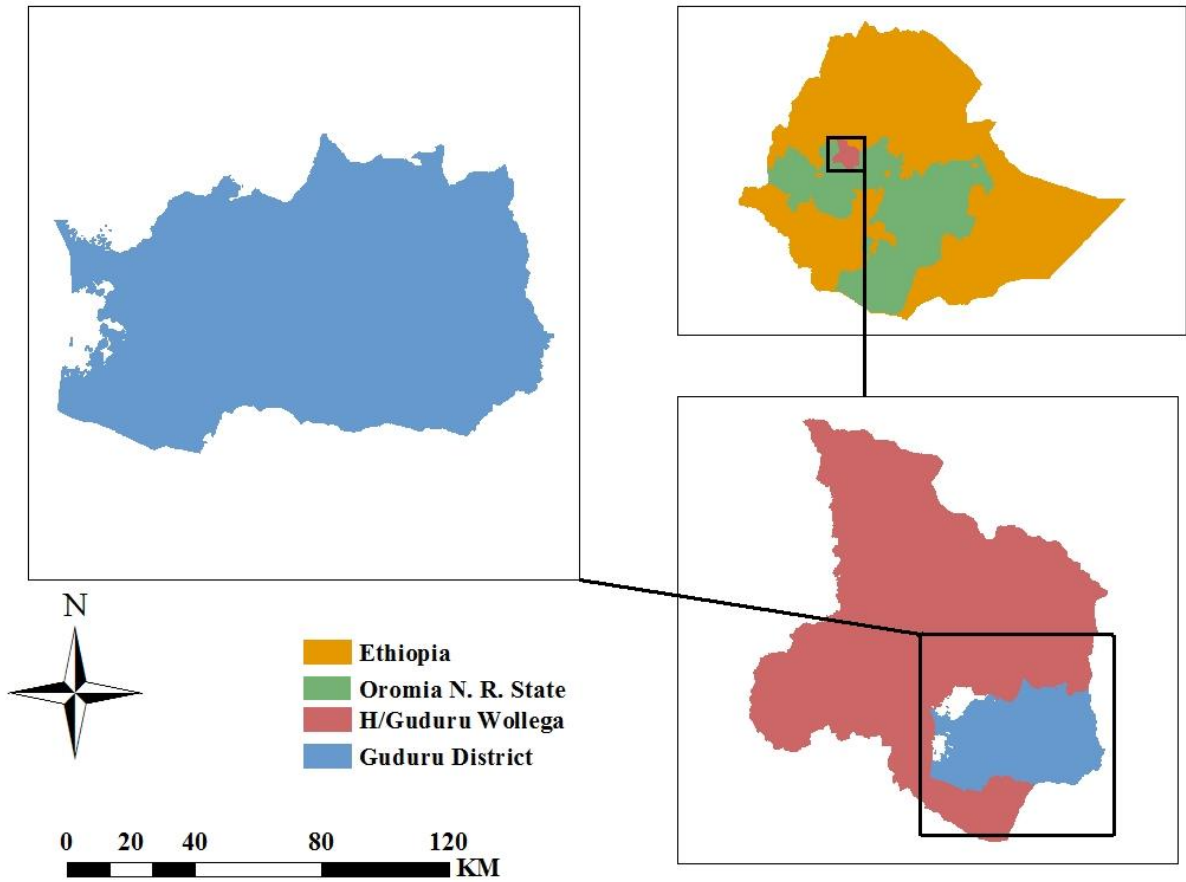 N
Ethiopia
Oromia N. R. State
H/Guduru Wollega
Guduru District
0 20 40 80 120
KM